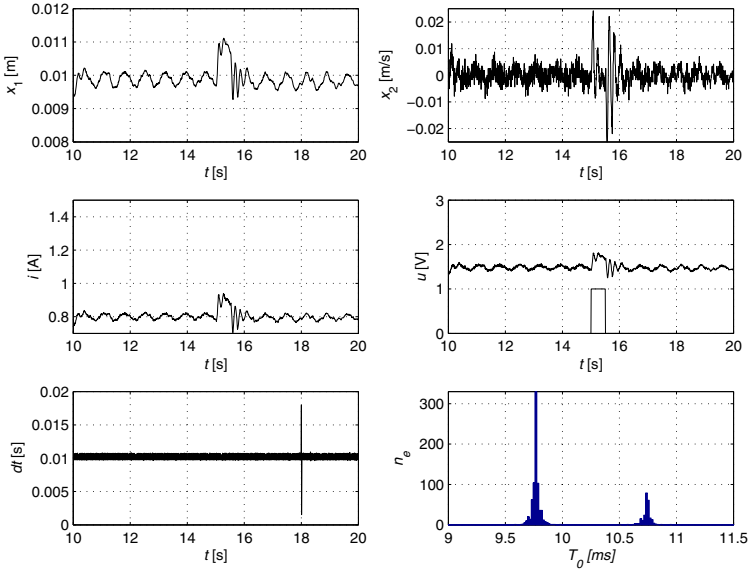 0.012
0.011
0.01
0.009
0.008
x1 [m]
10 12 14 16 18 20
t [s]
0.02
0.01
0
−0.01
−0.02
x2 [m/s]
10 12 14 16 18 20
t [s]
1.4
1.2
1
0.8
i [A]
10 12 14 16 18 20
t [s]
3
2
1
0
u [V]
10 12 14 16 18 20
t [s]
0.02
0.015
0.01
0.005
0
dt [s]
10 12 14 16 18 20
t [s]
300
200
100
0
ne
9 9.5 10 10.5 11 11.5
T0 [ms]